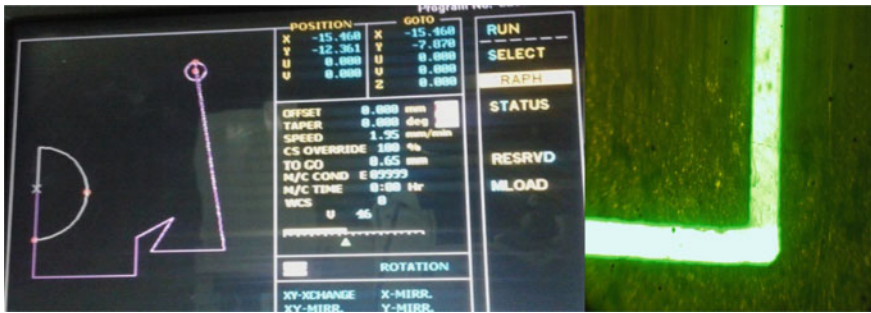 Program No.
POSITION
X -15.460
Y -12.361
U 0.000
V 0.000
GOTO
X -15.460
Y -7.870
U 0.000
V 0.000
Z 0.000
OFFSET 0.000 mm
TAPER 0.000 deg
SPEED 1.95 mm/min
CS OVERRIDE 100 %
TO GO 0.65 mm
M/C COND E09999
M/C TIME 0:00 Hr
WCS 0
U 46
ROTATION
XY-XCHANGE X-MIRR.
XY-MIRR. Y-MIRR.
RUN
SELECT
RAPH
STATUS
RESRVD
MLOAD